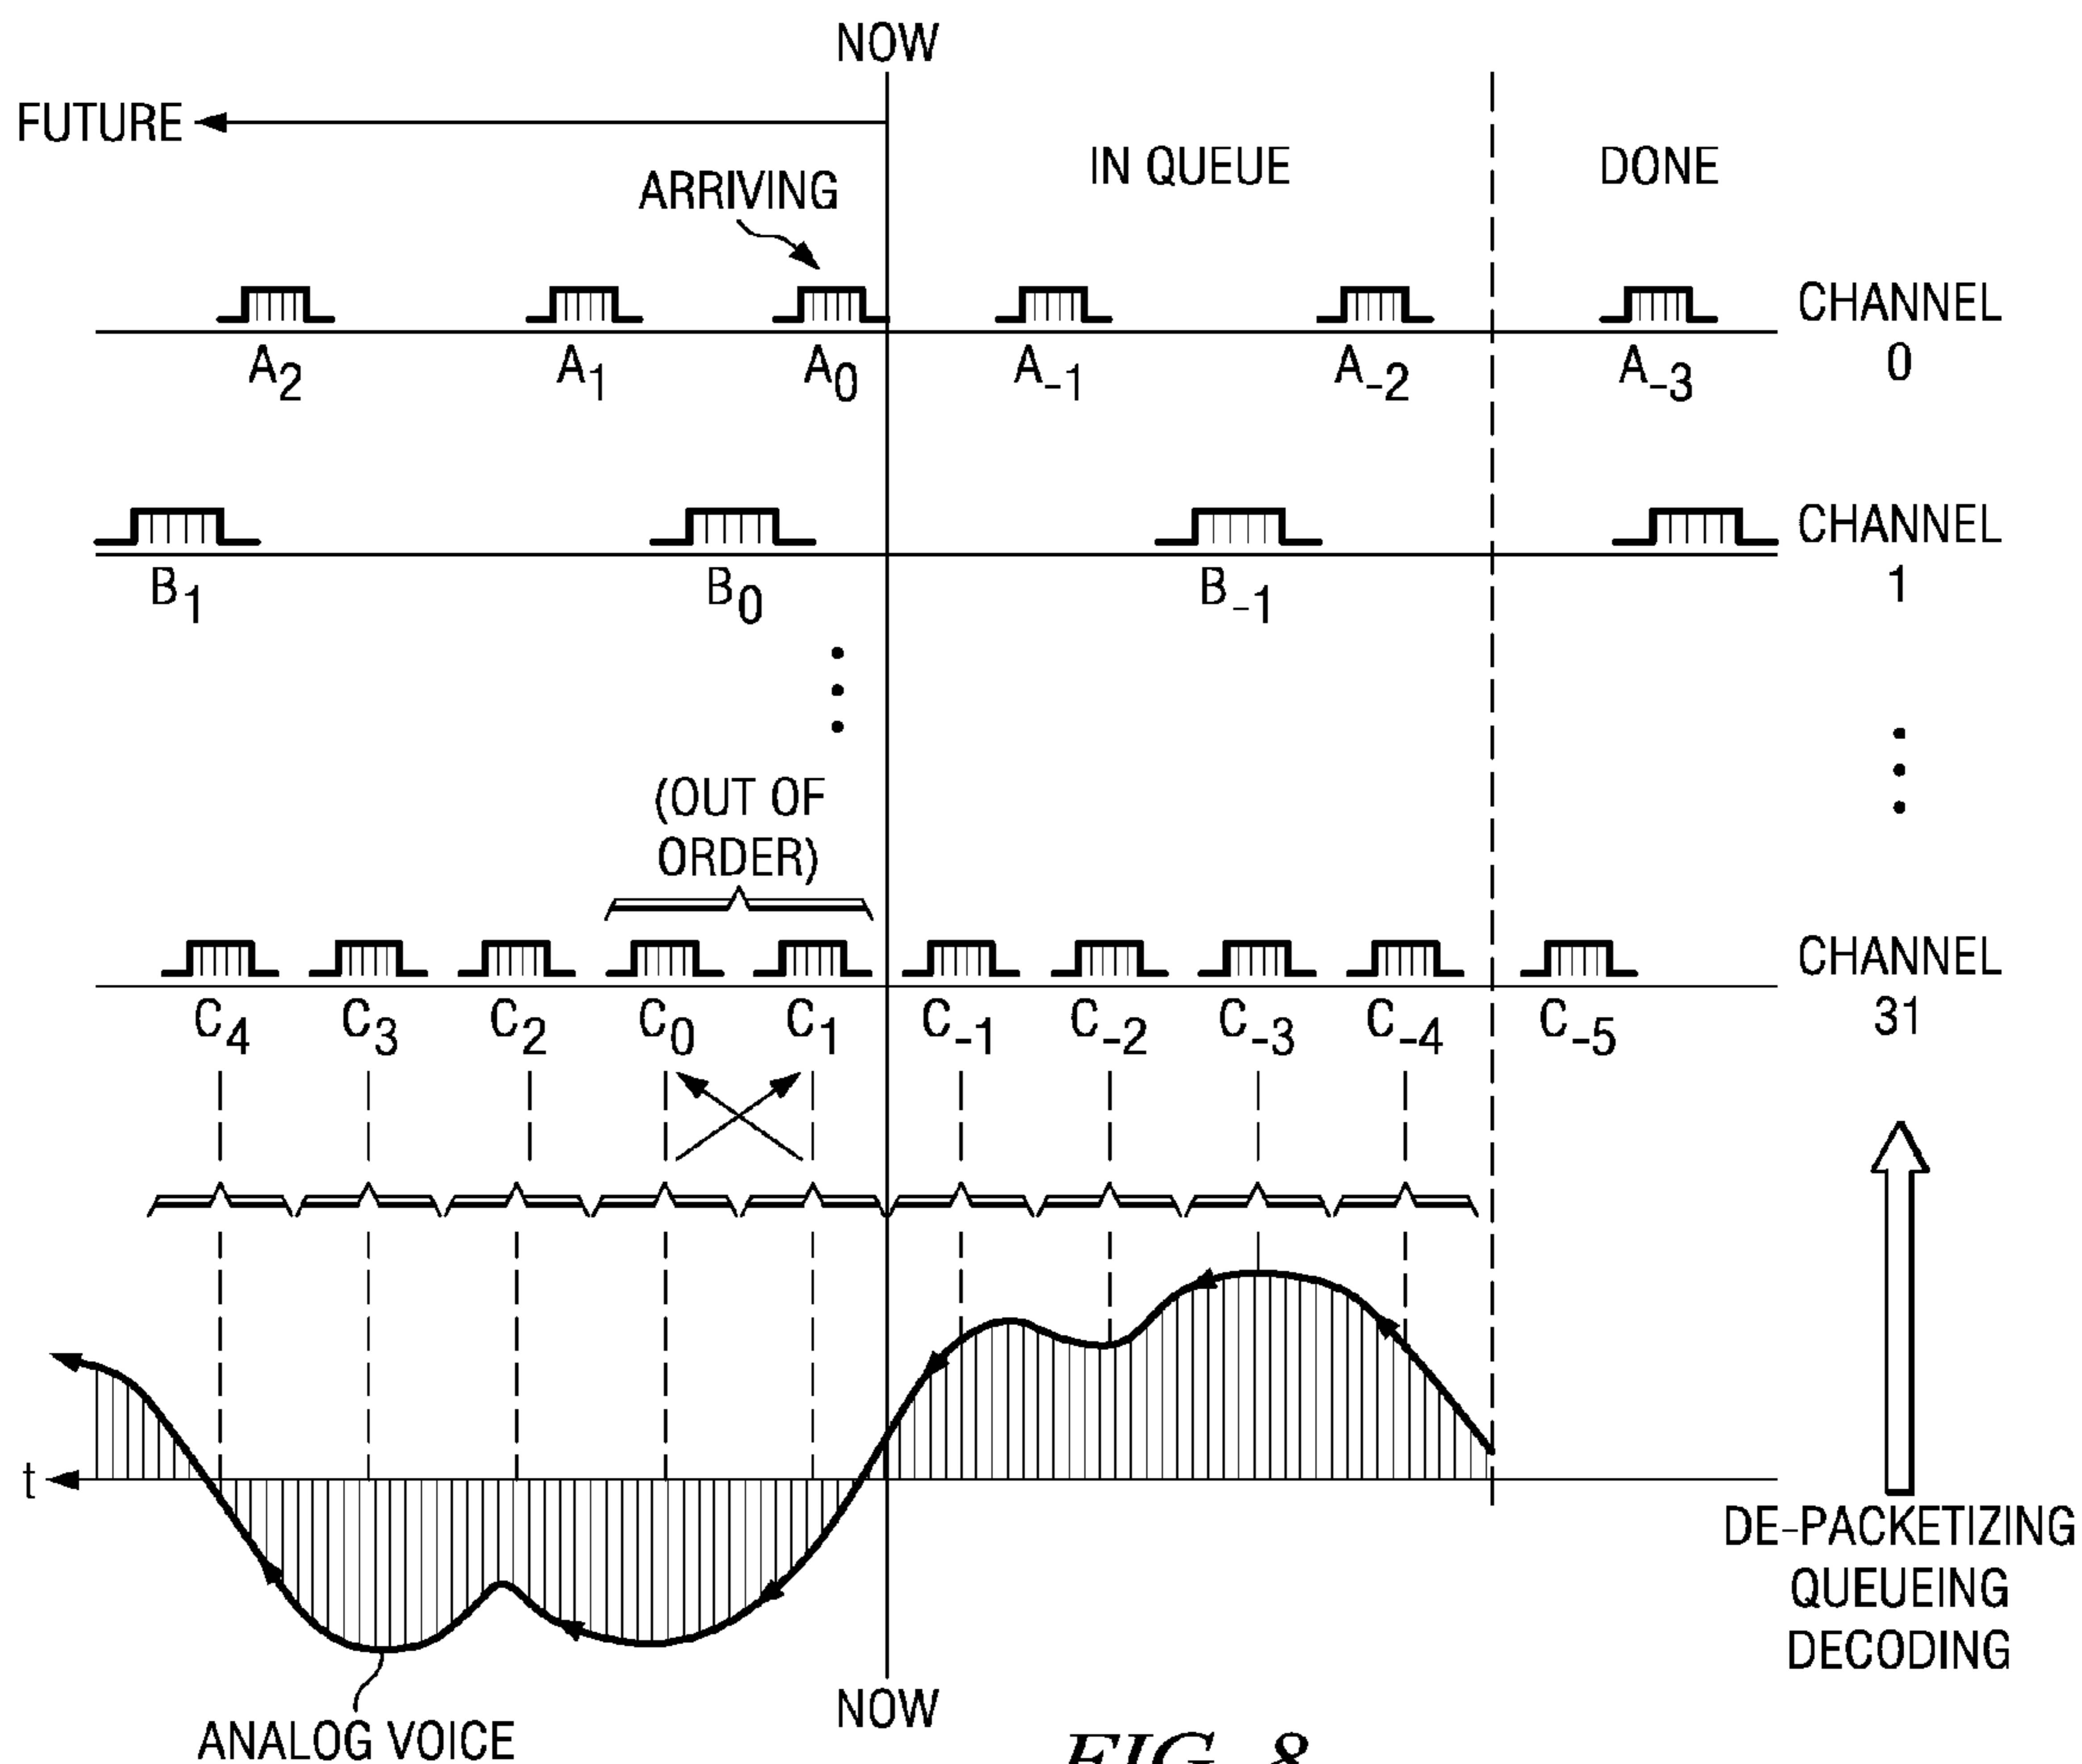 NOW
FUTURE
ARRIVING
IN QUEUE
DONE
CHANNEL
0
A2 A1 A0 A-1 A-2 A-3
CHANNEL
1
B1 B0 B-1
(OUT OF
ORDER)
CHANNEL
31
C4 C3 C2 C0 C1 C-1 C-2 C-3 C-4 C-5
t
DE-PACKETIZING
QUEUEING
DECODING
NOW
ANALOG VOICE
FIG. 8